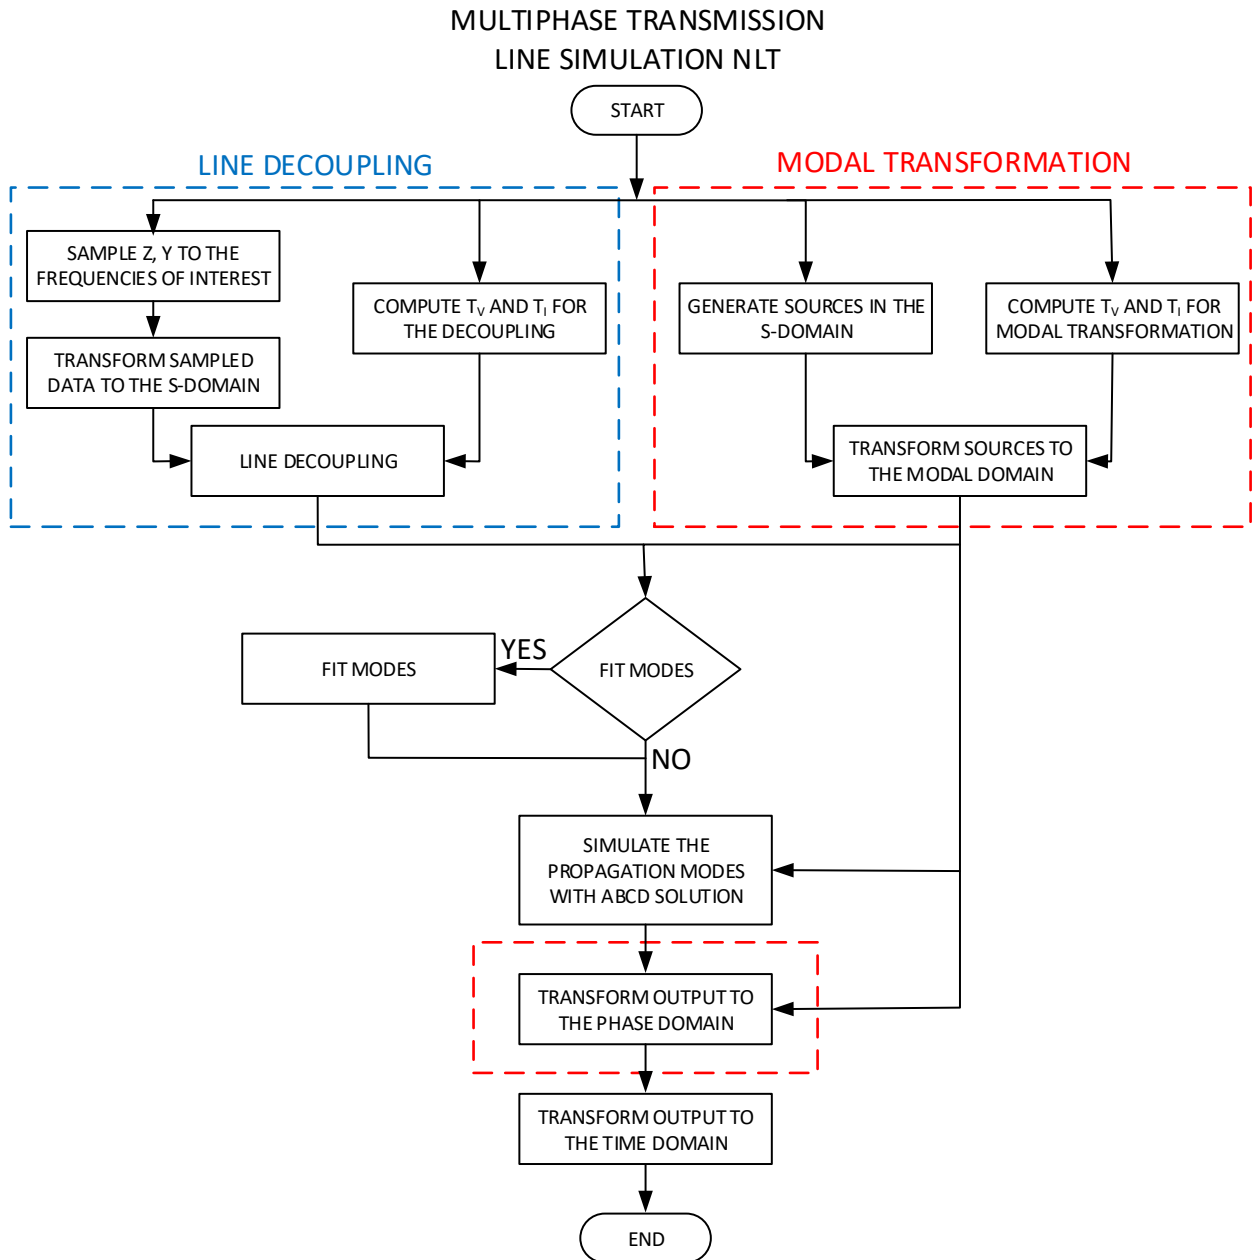 MULTIPHASE TRANSMISSION
LINE SIMULATION NLT
START
LINE DECOUPLING
MODAL TRANSFORMATION
SAMPLE Z, Y TO THE
FREQUENCIES OF INTEREST
COMPUTE TV AND TI FOR
THE DECOUPLING
GENERATE SOURCES IN THE
S-DOMAIN
COMPUTE TV AND TI FOR
MODAL TRANSFORMATION
TRANSFORM SAMPLED
DATA TO THE S-DOMAIN
LINE DECOUPLING
TRANSFORM SOURCES TO
THE MODAL DOMAIN
YES
FIT MODES
FIT MODES
NO
SIMULATE THE
PROPAGATION MODES
WITH ABCD SOLUTION
TRANSFORM OUTPUT TO
THE PHASE DOMAIN
TRANSFORM OUTPUT TO
THE TIME DOMAIN
END